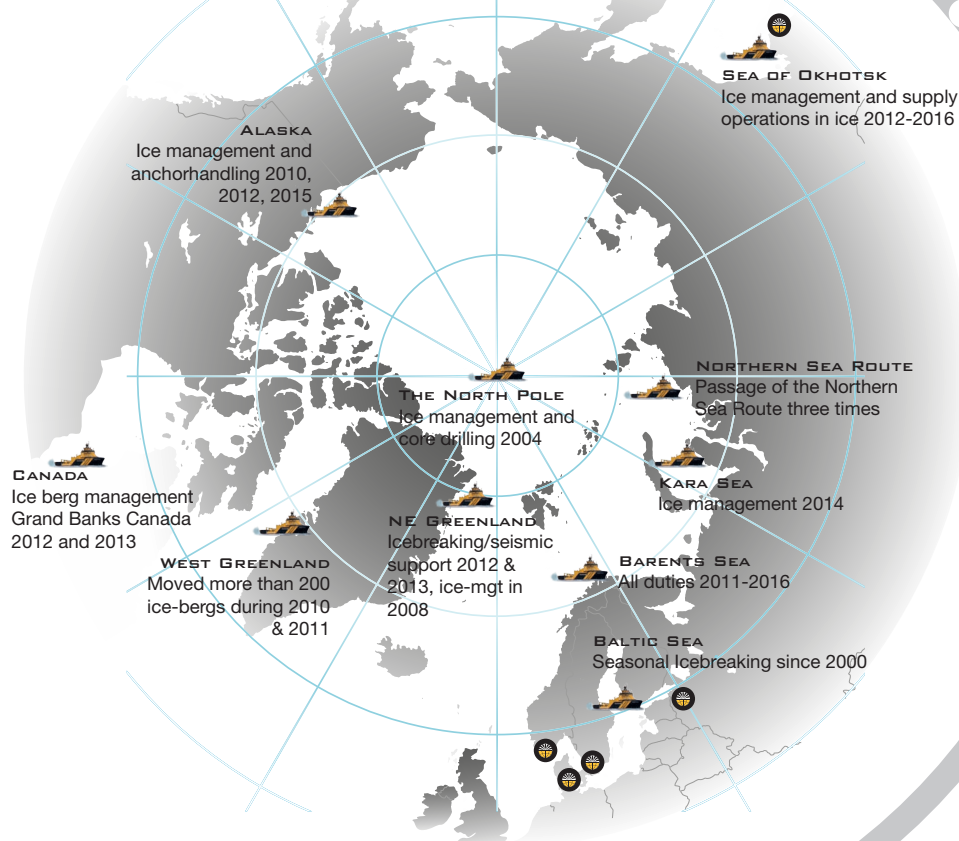 SEA OF OKHOTSK
Ice management and supply
operations in ice 2012-2016
ALASKA
Ice management and
anchorhandling 2010,
2012, 2015
NORTHERN SEA ROUTE
Passage of the Northern
Sea Route three times
THE NORTH POLE
Ice management and
core drilling 2004
CANADA
Ice berg management
Grand Banks Canada
2012 and 2013
KARA SEA
Ice management 2014
NE GREENLAND
Icebreaking/seismic
support 2012 &
2013, ice-mgt in
2008
WEST GREENLAND
Moved more than 200
ice-bergs during 2010
& 2011
BARENTS SEA
All duties 2011-2016
BALTIC SEA
Seasonal Icebreaking since 2000